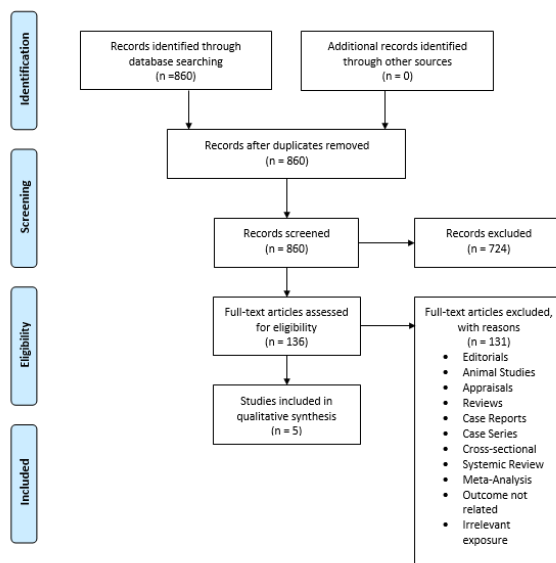 Identification
Records identified through
database searching
(n =860)
Additional records identified
through other sources
(n = 0)
Records after duplicates removed
(n = 860)
Screening
Records screened
(n = 860)
Records excluded
(n = 724)
Eligibility
Full-text articles assessed
for eligibility
(n = 136)
Full-text articles excluded,
with reasons
(n = 131)
• Editorials
• Animal Studies
• Appraisals
• Reviews
• Case Reports
• Case Series
• Cross-sectional
• Systemic Review
• Meta-Analysis
• Outcome not
related
• Irrelevant
exposure
Studies included in
qualitative synthesis
(n = 5)
Included